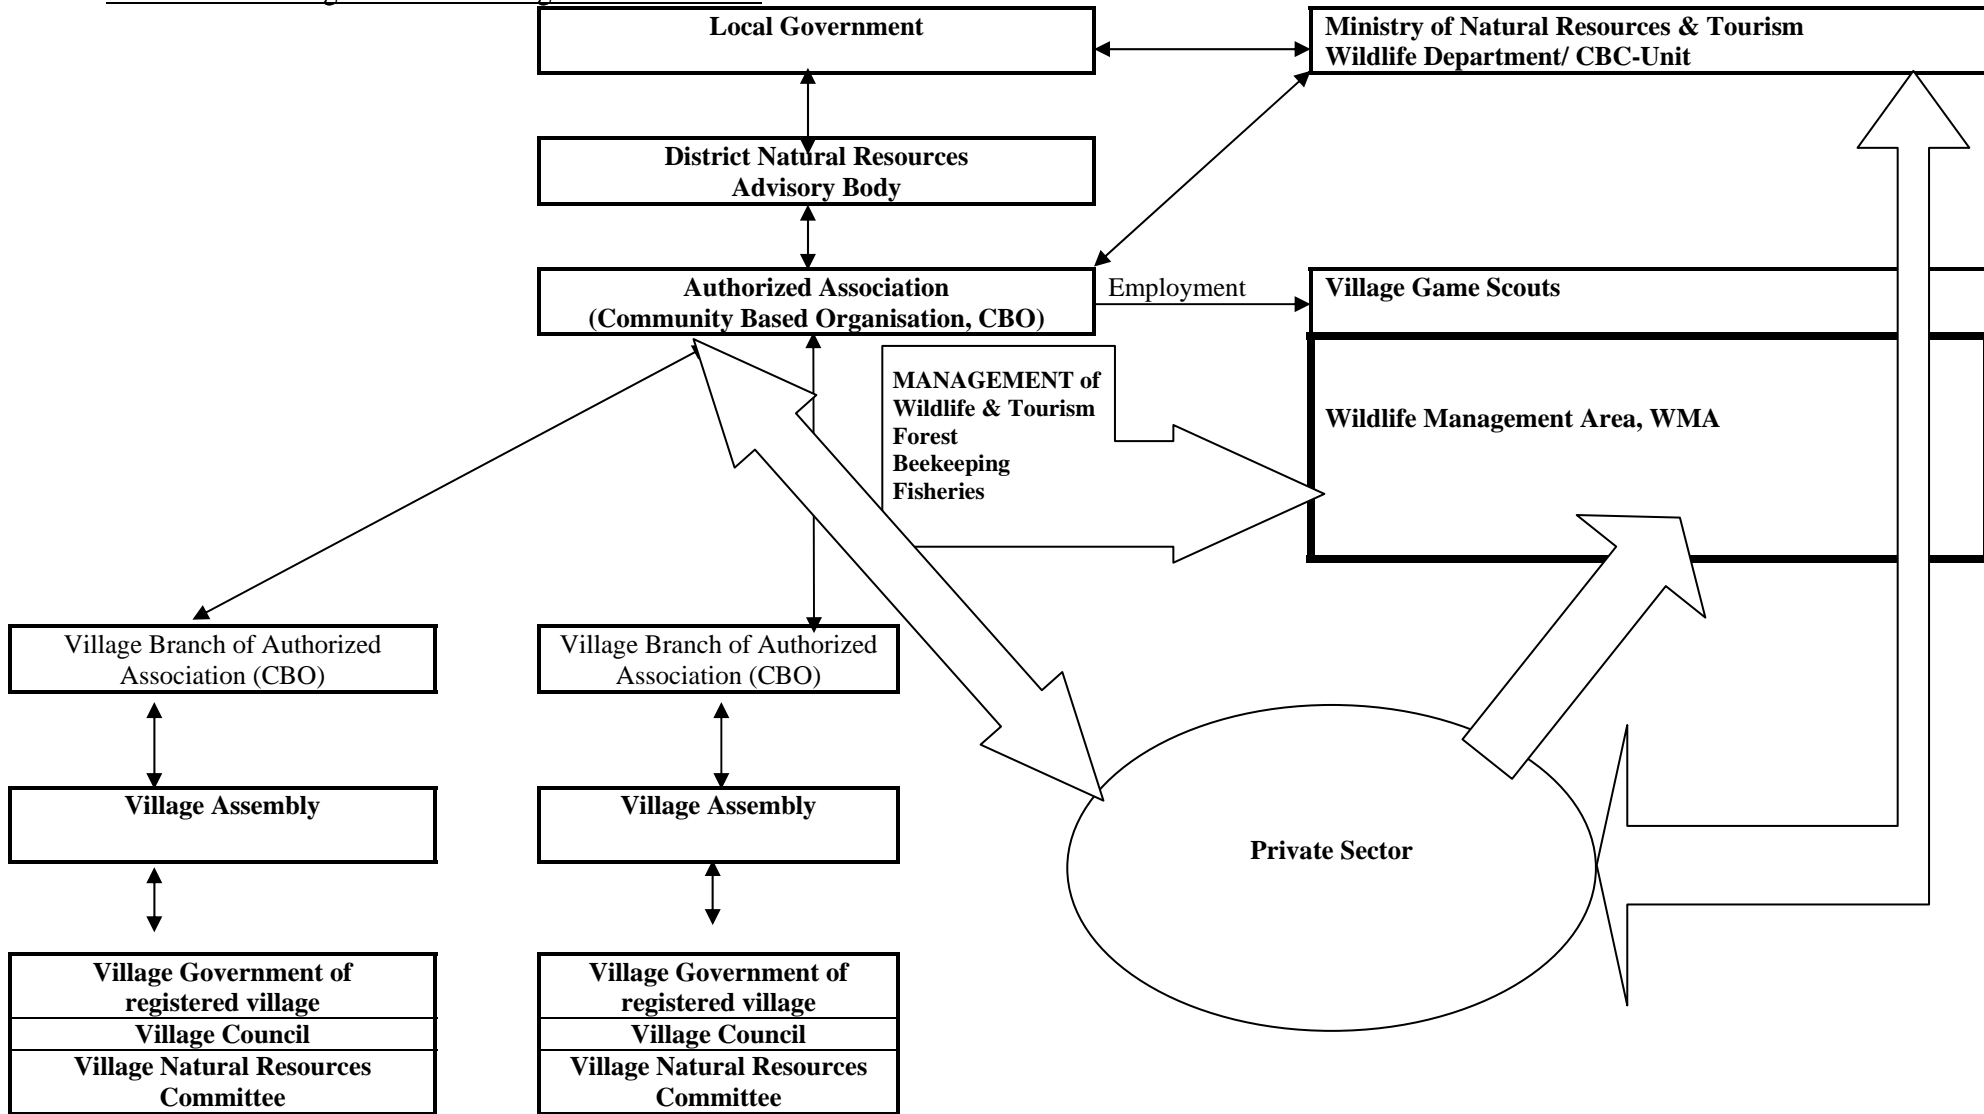 Local Government
Ministry of Natural Resources & Tourism
Wildlife Department/ CBC-Unit
District Natural Resources
Advisory Body
Authorized Association
(Community Based Organisation, CBO)
Employment
Village Game Scouts
MANAGEMENT of
Wildlife & Tourism
Forest
Beekeeping
Fisheries
Wildlife Management Area, WMA
Village Branch of Authorized
Association (CBO)
Village Branch of Authorized
Association (CBO)
Village Assembly
Village Assembly
Private Sector
Village Government of
registered village
Village Council
Village Natural Resources
Committee
Village Government of
registered village
Village Council
Village Natural Resources
Committee